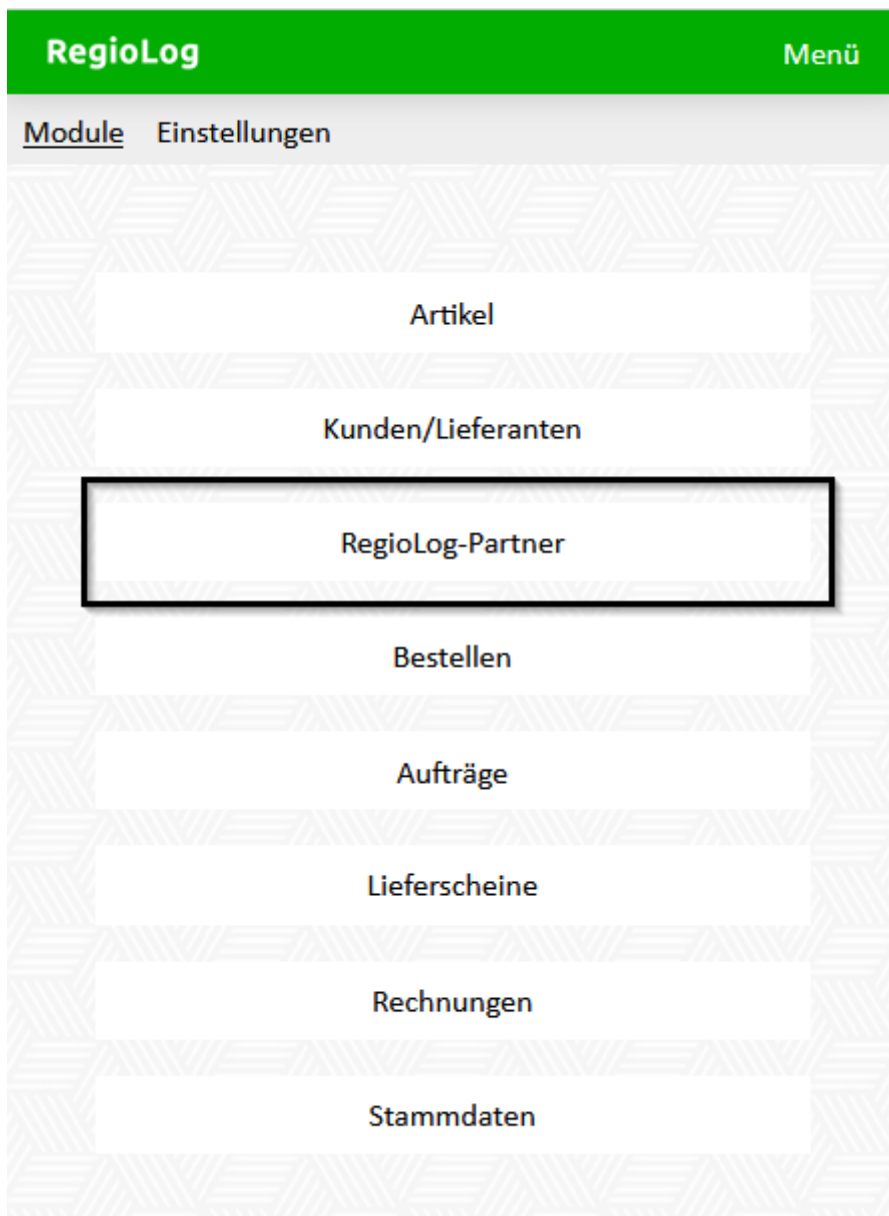 RegioLog Menü
Module Einstellungen
Artikel
Kunden/Lieferanten
RegioLog-Partner
Bestellen
Aufträge
Lieferscheine
Rechnungen
Stammdaten